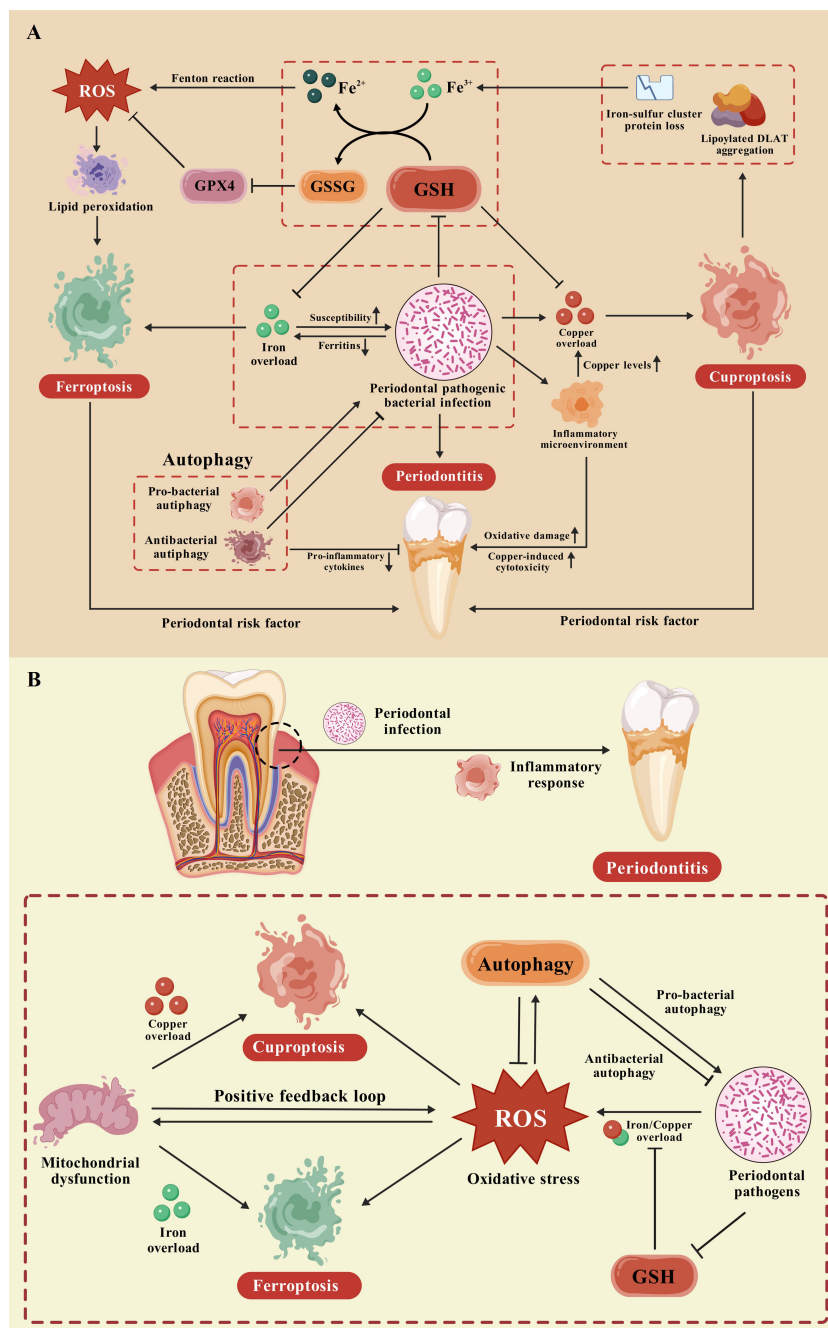 A
ROS
Fenton reaction
Fe2+
Fe3+
Iron-sulfur cluster
protein loss
Lipoylated DLAT
aggregation
Lipid peroxidation
GPX4
GSSG
GSH
Iron
overload
Susceptibility
Ferritins
Periodontal pathogenic
bacterial infection
Copper
overload
Copper levels
Inflammatory
microenvironment
Ferroptosis
Cuproptosis
Autophagy
Pro-bacterial
autiphagy
Antibacterial
autiphagy
Periodontitis
Pro-inflammatory
cytokines
Oxidative damage
Copper-induced
cytotoxicity
Periodontal risk factor
Periodontal risk factor
B
Periodontal
infection
Inflammatory
response
Periodontitis
Copper
overload
Cuproptosis
Autophagy
Pro-bacterial
autophagy
Antibacterial
autophagy
Positive feedback loop
ROS
Iron/Copper
overload
Mitochondrial
dysfunction
Oxidative stress
Periodontal
pathogens
Iron
overload
Ferroptosis
GSH